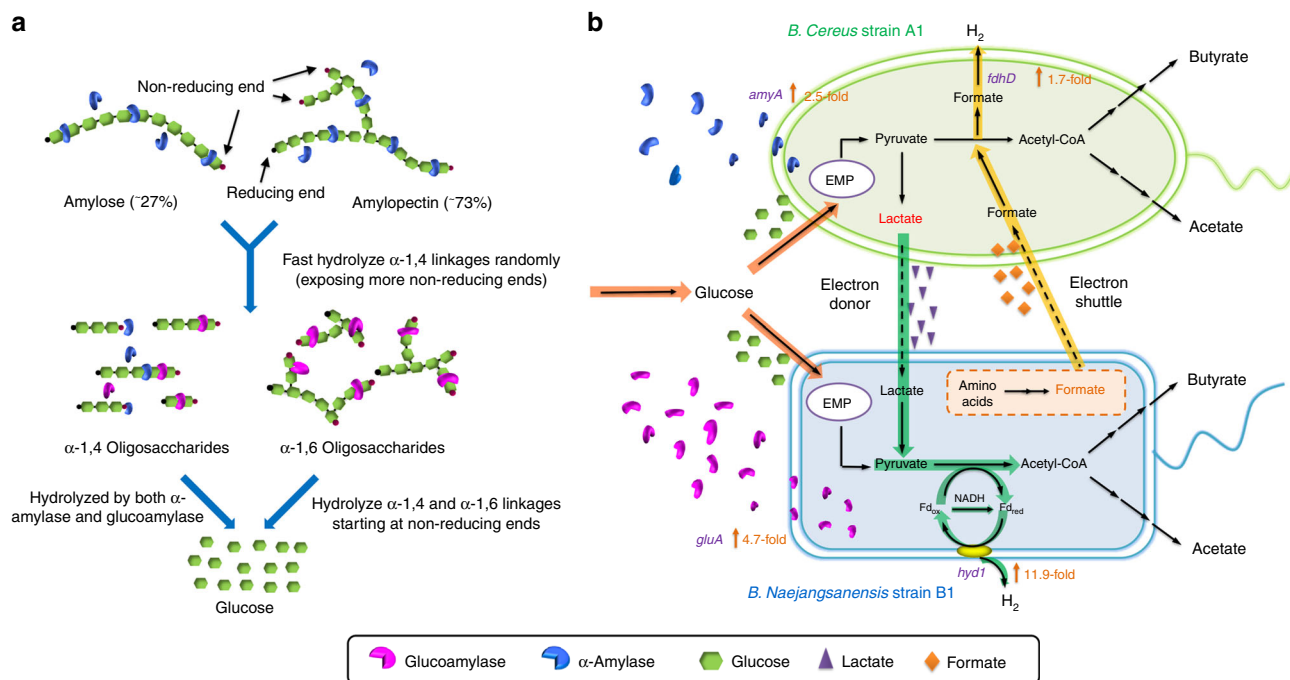 a
Non-reducing end
Reducing end
Amylose (~27%)
Amylopectin (~73%)
Fast hydrolyze α-1,4 linkages randomly
(exposing more non-reducing ends)
α-1,4 Oligosaccharides
α-1,6 Oligosaccharides
Hydrolyzed by both α-
amylase and glucoamylase
Hydrolyze α-1,4 and α-1,6 linkages
starting at non-reducing ends
Glucose
b
B. Cereus strain A1
H2
Butyrate
amyA
2.5-fold
fdhD
1.7-fold
Formate
Pyruvate
Acetyl-CoA
EMP
Lactate
Formate
Acetate
Glucose
Electron
donor
Electron
shuttle
Lactate
Amino
acids
Formate
Butyrate
EMP
Pyruvate
Acetyl-CoA
NADH
Fdox
Fdred
gluA
4.7-fold
Acetate
hyd1
11.9-fold
B. Naejangsanensis strain B1
H2
Glucoamylase
α-Amylase
Glucose
Lactate
Formate